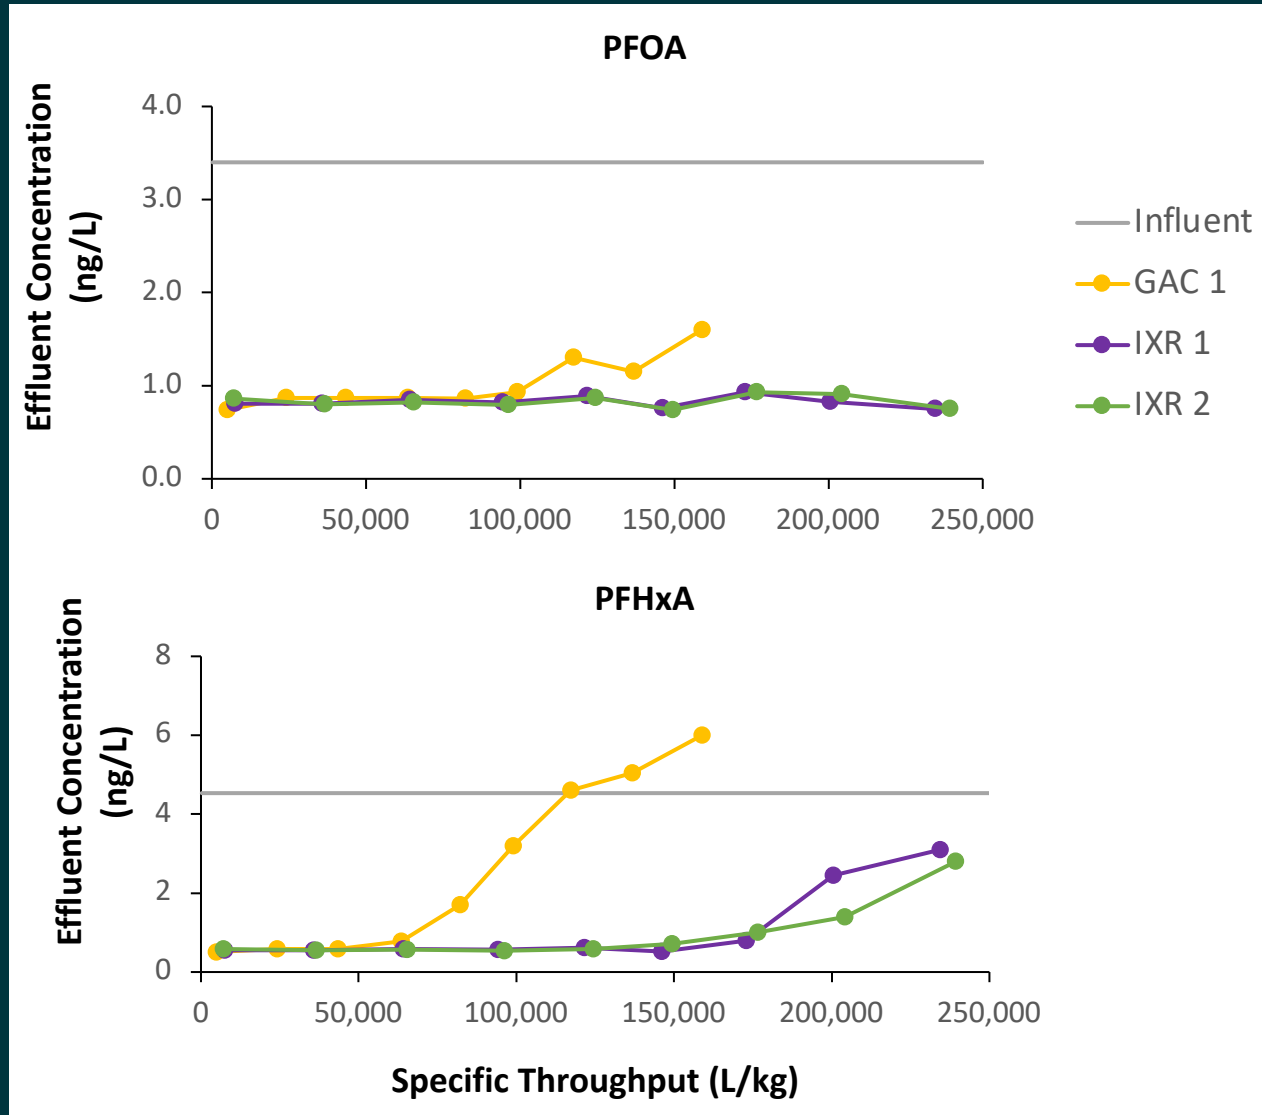 PFOA
Effluent Concentration
(ng/L)
4.0
3.0
2.0
1.0
0.0
0
50,000
100,000
150,000
200,000
250,000
Influent
GAC 1
IXR 1
IXR 2
PFHxA
Effluent Concentration
(ng/L)
8
6
4
2
0
0
50,000
100,000
150,000
200,000
250,000
Specific Throughput (L/kg)